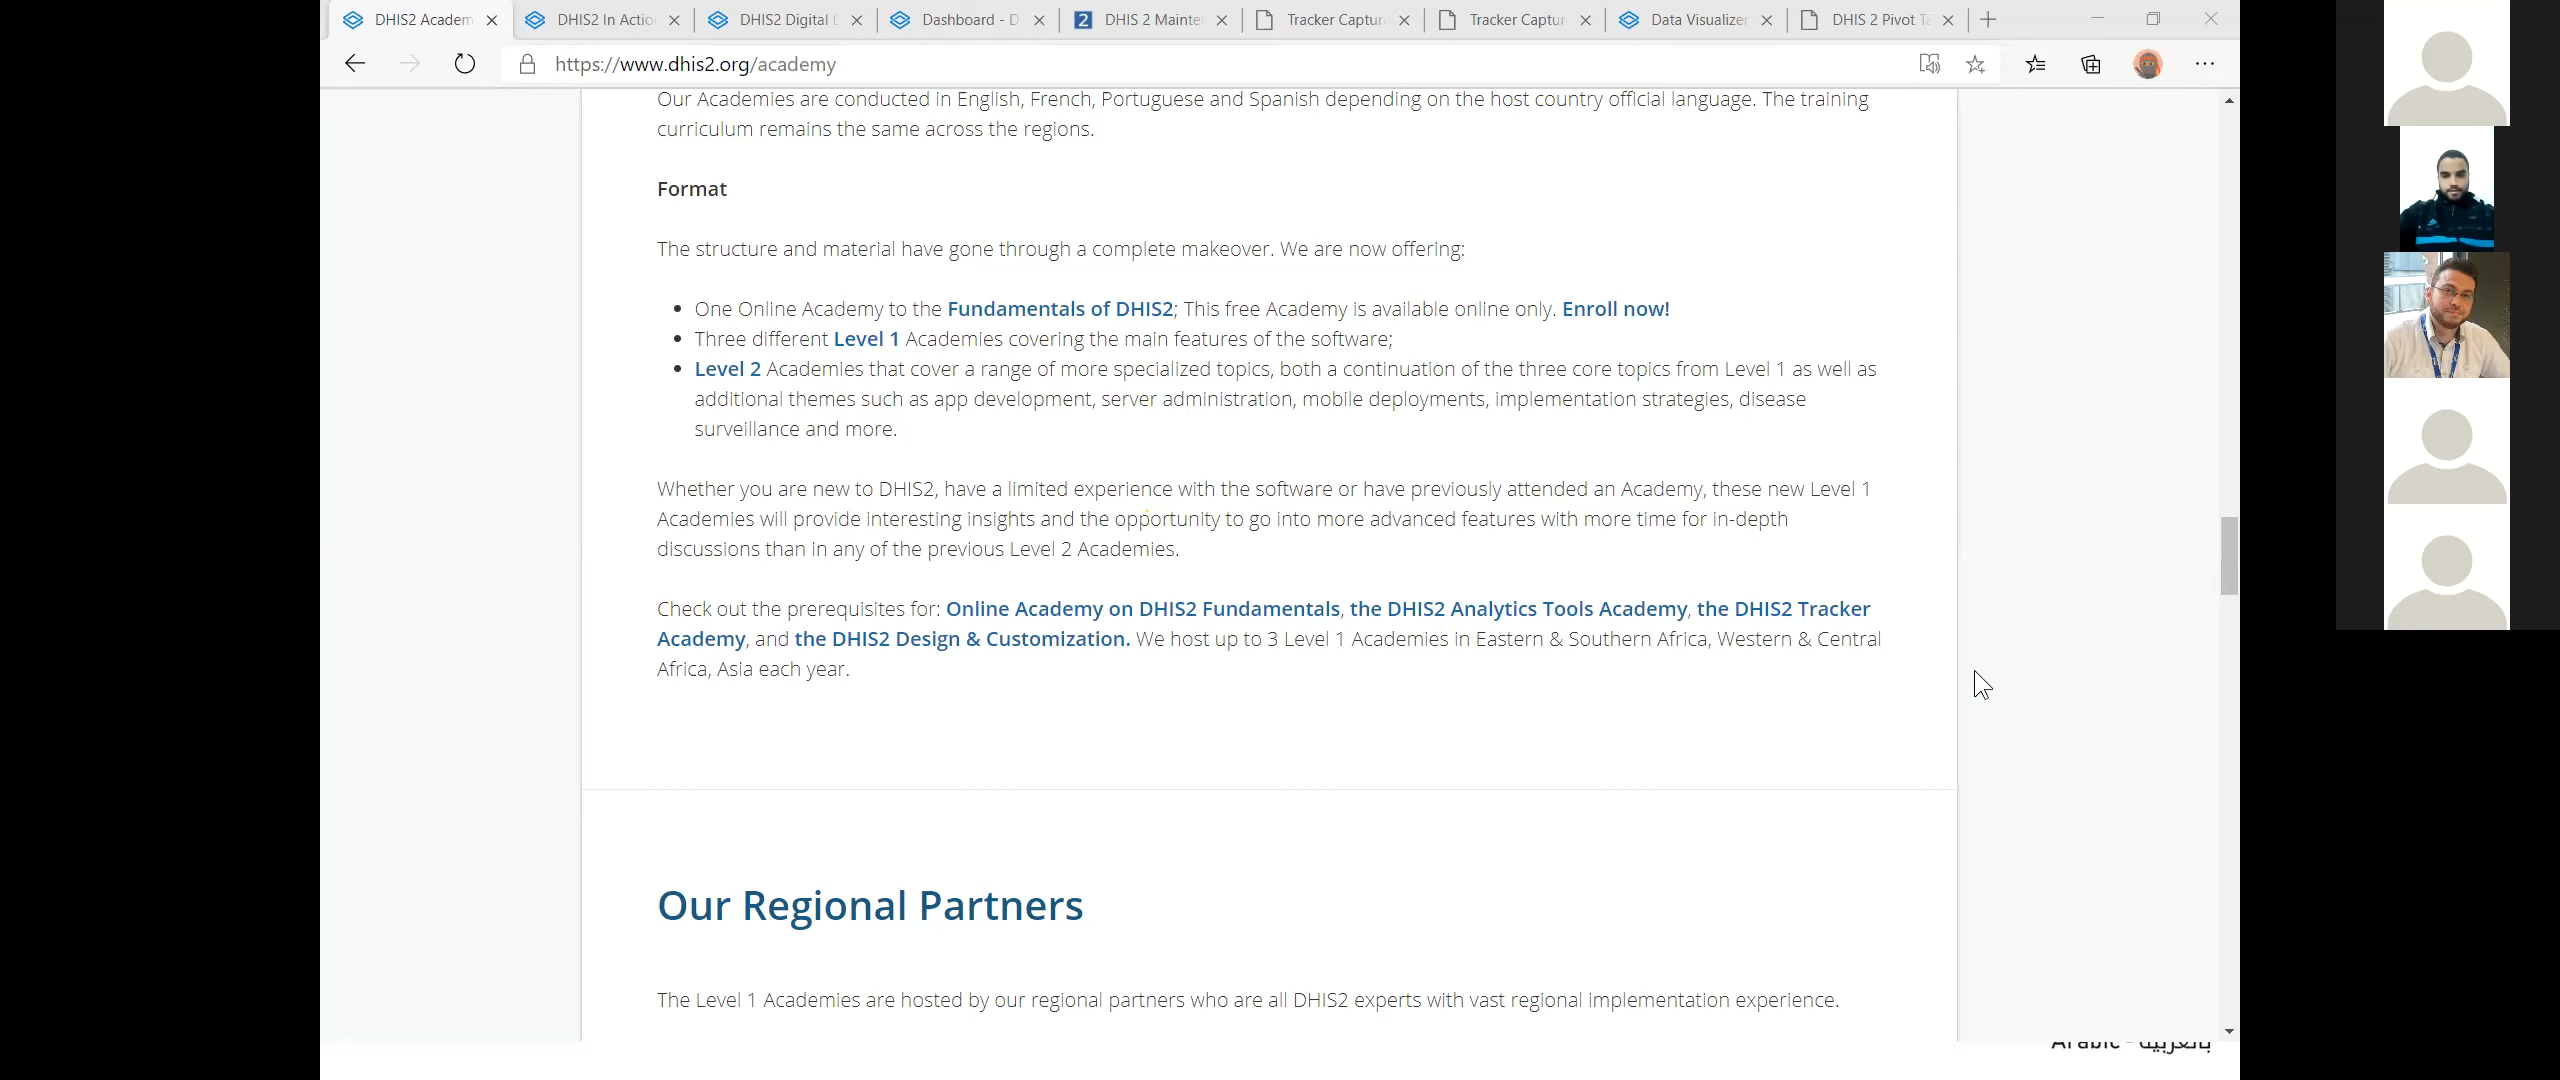 DHIS2 Academ
DHIS2 In Actio
DHIS2 Digital
Dashboard - D
DHIS 2 Mainte
Tracker Captur
Tracker Captur
Data Visualizer
DHIS 2 Pivot Ta
https://www.dhis2.org/academy
Our Academies are conducted in English, French, Portuguese and Spanish depending on the host country official language. The training
curriculum remains the same across the regions.
Format
The structure and material have gone through a complete makeover. We are now offering:
One Online Academy to the Fundamentals of DHIS2; This free Academy is available online only. Enroll now!
Three different Level 1 Academies covering the main features of the software;
Level 2 Academies that cover a range of more specialized topics, both a continuation of the three core topics from Level 1 as well as
additional themes such as app development, server administration, mobile deployments, implementation strategies, disease
surveillance and more.
Whether you are new to DHIS2, have a limited experience with the software or have previously attended an Academy, these new Level 1
Academies will provide interesting insights and the opportunity to go into more advanced features with more time for in-depth
discussions than in any of the previous Level 2 Academies.
Check out the prerequisites for: Online Academy on DHIS2 Fundamentals, the DHIS2 Analytics Tools Academy, the DHIS2 Tracker
Academy, and the DHIS2 Design & Customization. We host up to 3 Level 1 Academies in Eastern & Southern Africa, Western & Central
Africa, Asia each year.
Our Regional Partners
The Level 1 Academies are hosted by our regional partners who are all DHIS2 experts with vast regional implementation experience.
Arabic - بالعربية